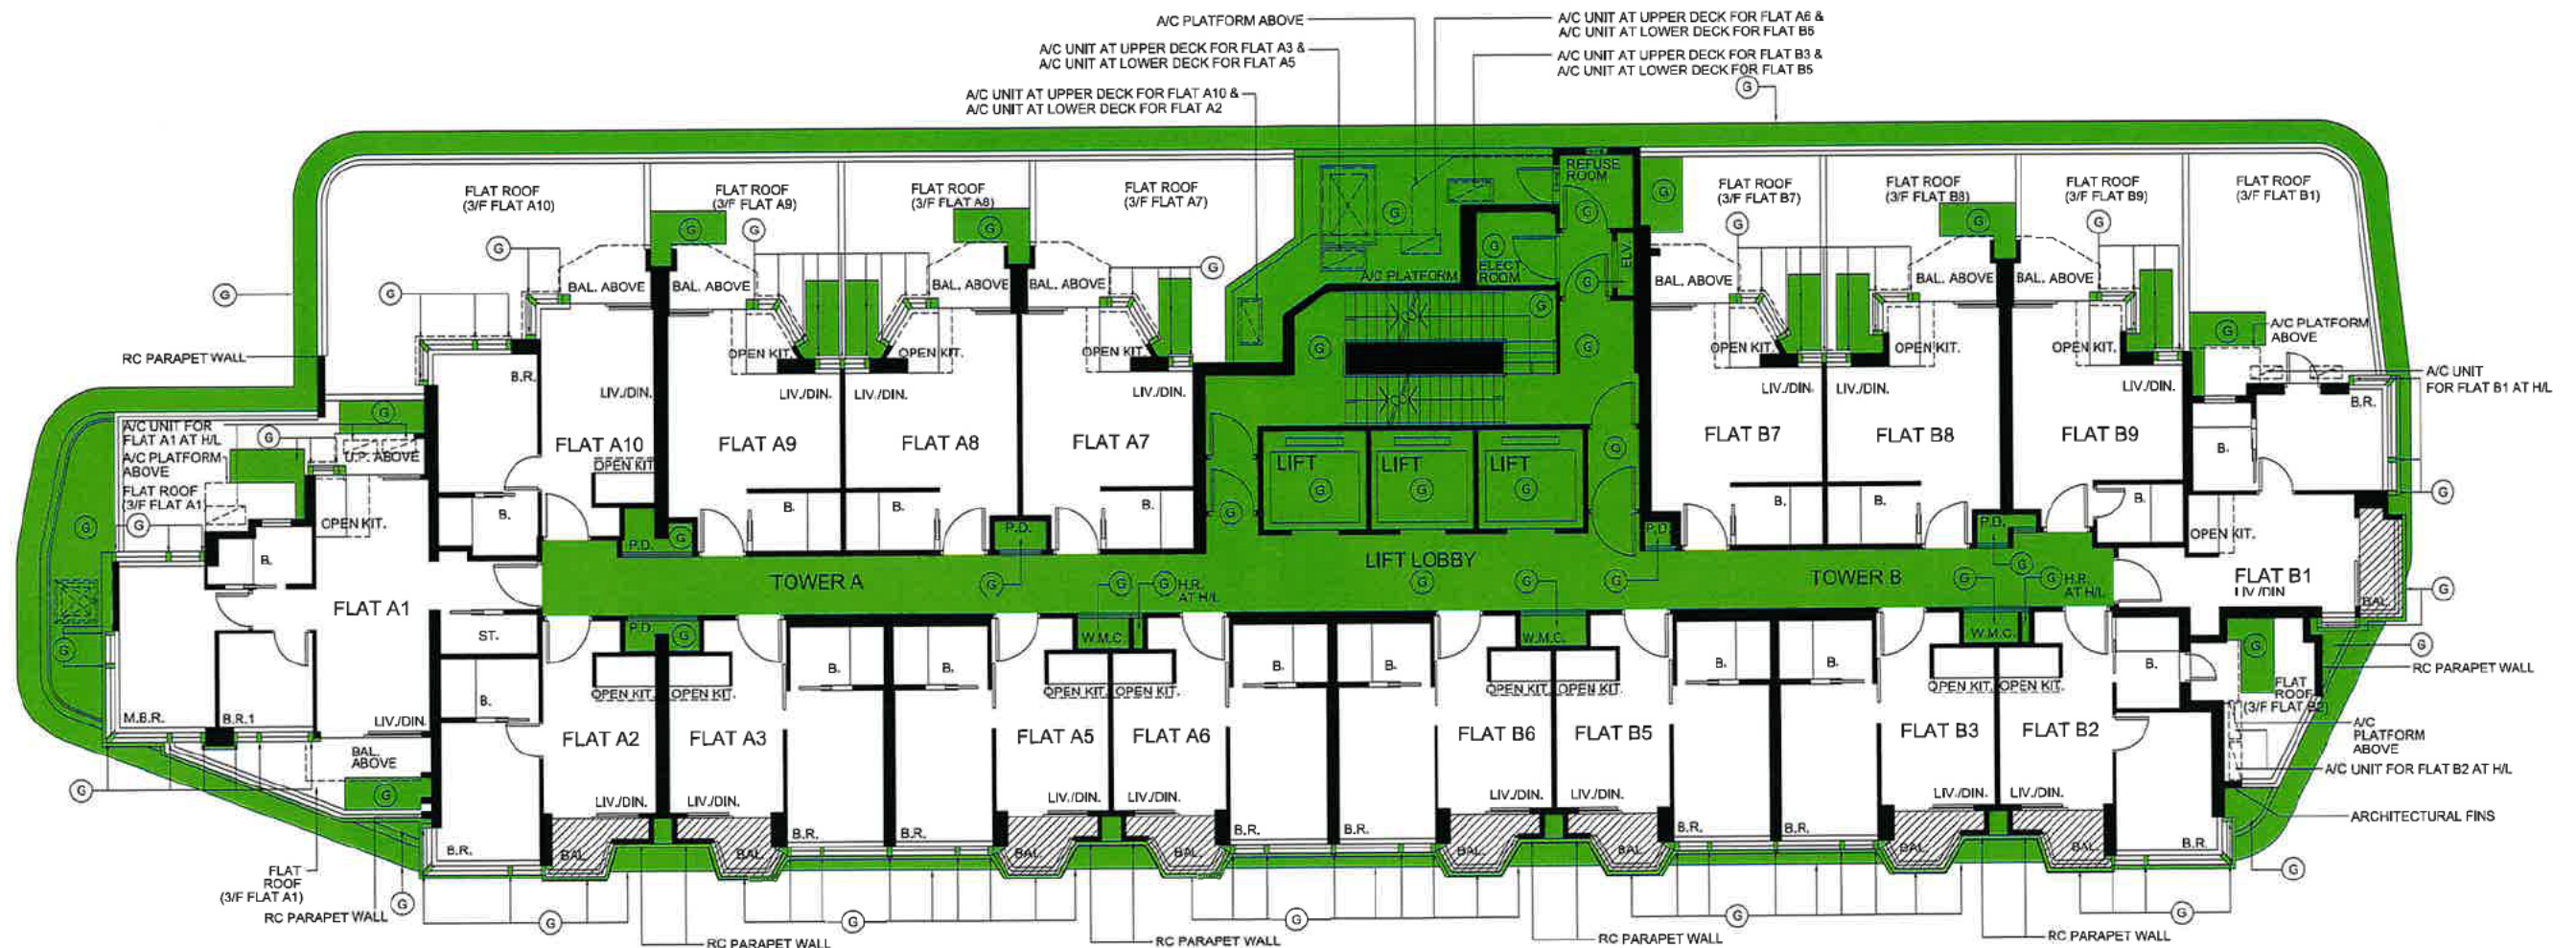 A/C PLATFORM ABOVE
A/C UNIT AT UPPER DECK FOR FLAT A6 &
A/C UNIT AT LOWER DECK FOR FLAT B6
A/C UNIT AT UPPER DECK FOR FLAT A3 &
A/C UNIT AT LOWER DECK FOR FLAT A5
A/C UNIT AT UPPER DECK FOR FLAT B3 &
A/C UNIT AT LOWER DECK FOR FLAT B5
G
A/C UNIT AT UPPER DECK FOR FLAT A10 &
A/C UNIT AT LOWER DECK FOR FLAT A2
REFUSE
ROOM
FLAT ROOF
(3/F FLAT A10)
FLAT ROOF
(3/F FLAT A9)
FLAT ROOF
(3/F FLAT A8)
FLAT ROOF
(3/F FLAT A7)
FLAT ROOF
(3/F FLAT B7)
FLAT ROOF
(3/F FLAT B8)
FLAT ROOF
(3/F FLAT B9)
FLAT ROOF
(3/F FLAT B1)
G
G
G
G
G
G
G
G
G
G
G
G
G
ELECT
ROOM
ELV.
G
A/C PLATFORM
BAL. ABOVE
BAL. ABOVE
BAL. ABOVE
BAL. ABOVE
BAL. ABOVE
BAL. ABOVE
BAL. ABOVE
G
G
G
G
G
G
G
A/C PLATFORM
ABOVE
RC PARAPET WALL
OPEN KIT.
OPEN KIT.
OPEN KIT.
OPEN KIT.
OPEN KIT.
OPEN KIT.
A/C UNIT
FOR FLAT B1 AT H/L
B.R.
LIV./DIN.
LIV./DIN.
LIV./DIN.
LIV./DIN.
LIV./DIN.
LIV./DIN.
LIV./DIN.
B.R.
A/C UNIT FOR
FLAT A1 AT H/L
A/C PLATFORM
ABOVE
U.P. ABOVE
FLAT ROOF
(3/F FLAT A1)
G
G
FLAT A10
FLAT A9
FLAT A8
FLAT A7
FLAT B7
FLAT B8
FLAT B9
OPEN KIT.
LIFT
LIFT
LIFT
G
G
G
G
G
B.
G
OPEN KIT.
B.
B.
B.
B.
B.
B.
B.
G
G
P.D.
G
P.D.
P.D.
P.D.
OPEN KIT.
B.
TOWER A
LIFT LOBBY
TOWER B
G
G
G
H.R.
AT H/L
G
G
G
G
G
G
H.R.
AT H/L
FLAT B1
LIV./DIN.
BAL.
G
FLAT A1
ST.
P.D.
G
W.M.C.
W.M.C.
W.M.C.
G
G
G
RC PARAPET WALL
B.
B.
B.
B.
B.
B.
B.
B.
OPEN KIT.
OPEN KIT.
OPEN KIT.
OPEN KIT.
OPEN KIT.
OPEN KIT.
OPEN KIT.
OPEN KIT.
FLAT
ROOF
(3/F FLAT B2)
M.B.R.
B.R.1
LIV./DIN.
FLAT A2
FLAT A3
FLAT A5
FLAT A6
FLAT B6
FLAT B5
FLAT B3
FLAT B2
A/C
PLATFORM
ABOVE
BAL.
ABOVE
A/C UNIT FOR FLAT B2 AT H/L
G
G
LIV./DIN.
LIV./DIN.
LIV./DIN.
LIV./DIN.
LIV./DIN.
LIV./DIN.
LIV./DIN.
LIV./DIN.
ARCHITECTURAL FINS
B.R.
B.R.
B.R.
B.R.
B.R.
B.R.
B.R.
B.R.
BAL.
BAL.
BAL.
BAL.
BAL.
BAL.
BAL.
BAL.
G
FLAT
ROOF
(3/F FLAT A1)
G
RC PARAPET WALL
G
G
G
G
G
RC PARAPET WALL
RC PARAPET WALL
RC PARAPET WALL
RC PARAPET WALL